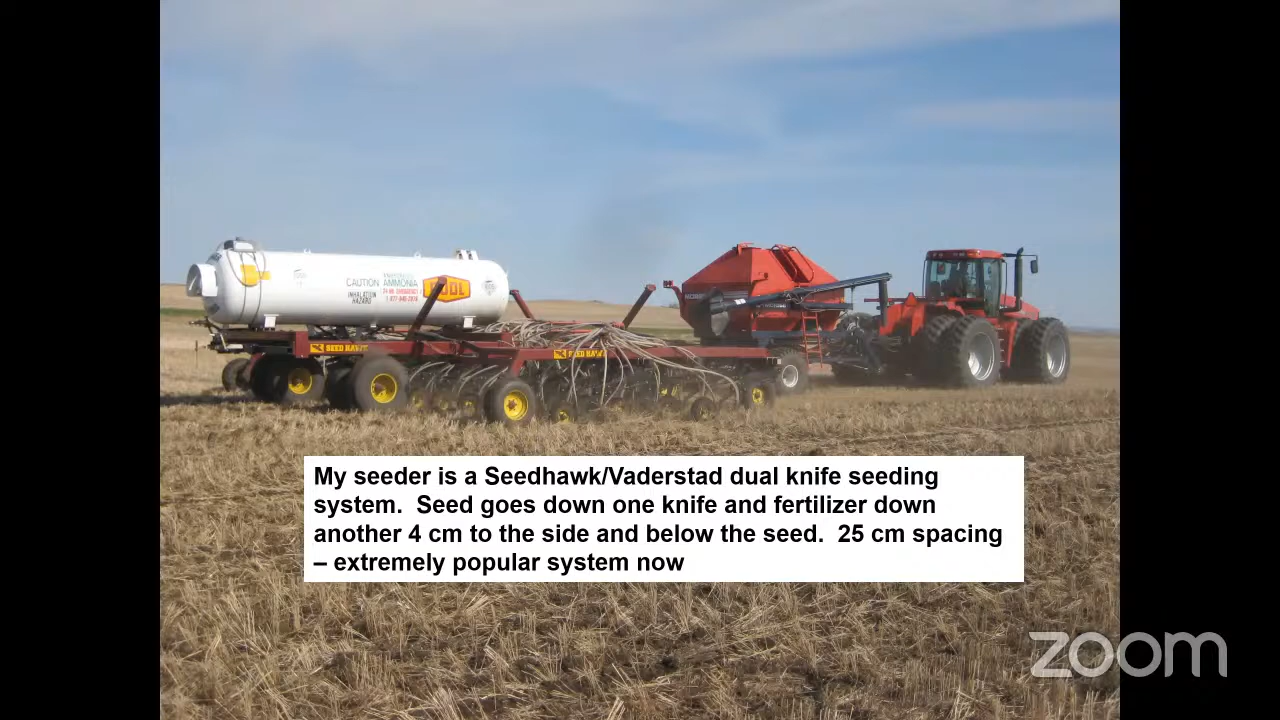 CAUTION
AMMONIA
INHALATION
HAZARD
SEED HAWK
SEED HAWK
My seeder is a Seedhawk/Vaderstad dual knife seeding
system.  Seed goes down one knife and fertilizer down
another 4 cm to the side and below the seed.  25 cm spacing
– extremely popular system now
zoom